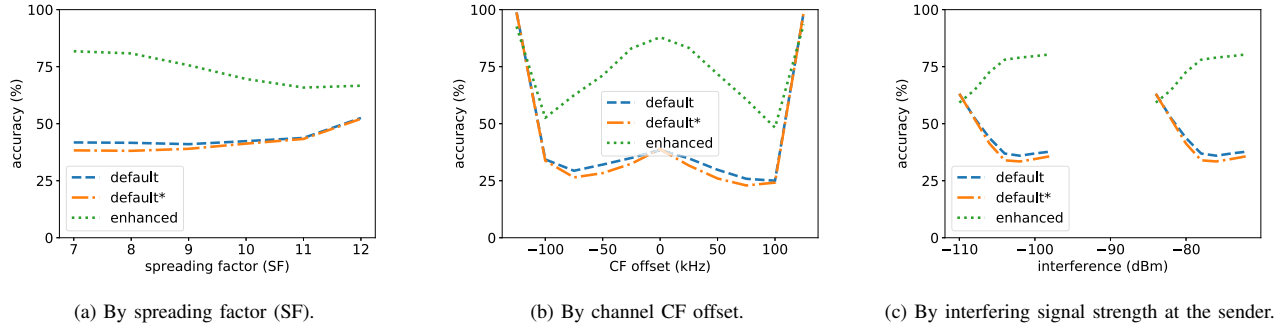 100
75
50
25
0
accuracy (%)
default
default*
enhanced
7 8 9 10 11 12
spreading factor (SF)
(a) By spreading factor (SF).
100
75
50
25
0
accuracy (%)
default
default*
enhanced
−100 −50 0 50 100
CF offset (kHz)
(b) By channel CF offset.
100
75
50
25
0
accuracy (%)
default
default*
enhanced
−110 −100 −90 −80
interference (dBm)
(c) By interfering signal strength at the sender.